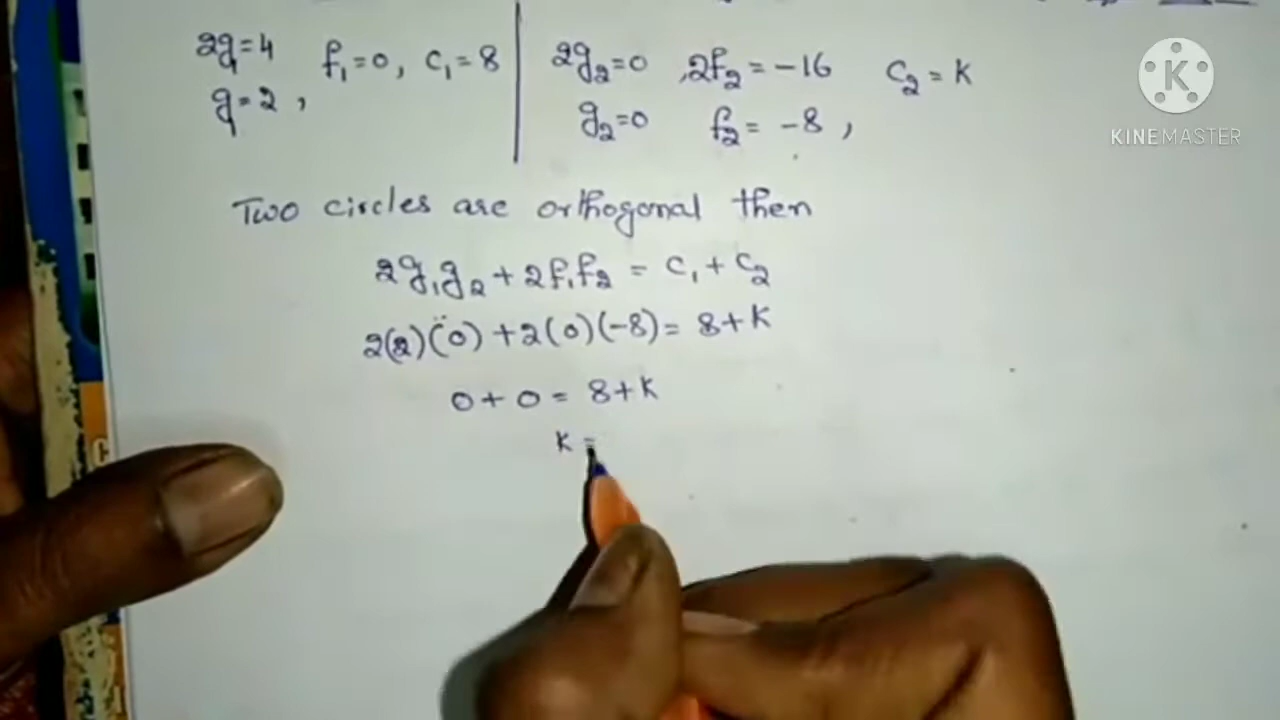 2g₁=4 f₁=0, c₁=8
g₁=2,
2g₂=0 ,2f₂=-16 c₂=k
g₂=0 f₂=-8,
Two circles are orthogonal then
2g₁g₂+2f₁f₂=c₁+c₂
2(2)(0)+2(0)(-8)=8+k
0+0=8+k
k=
K
KINEMASTER